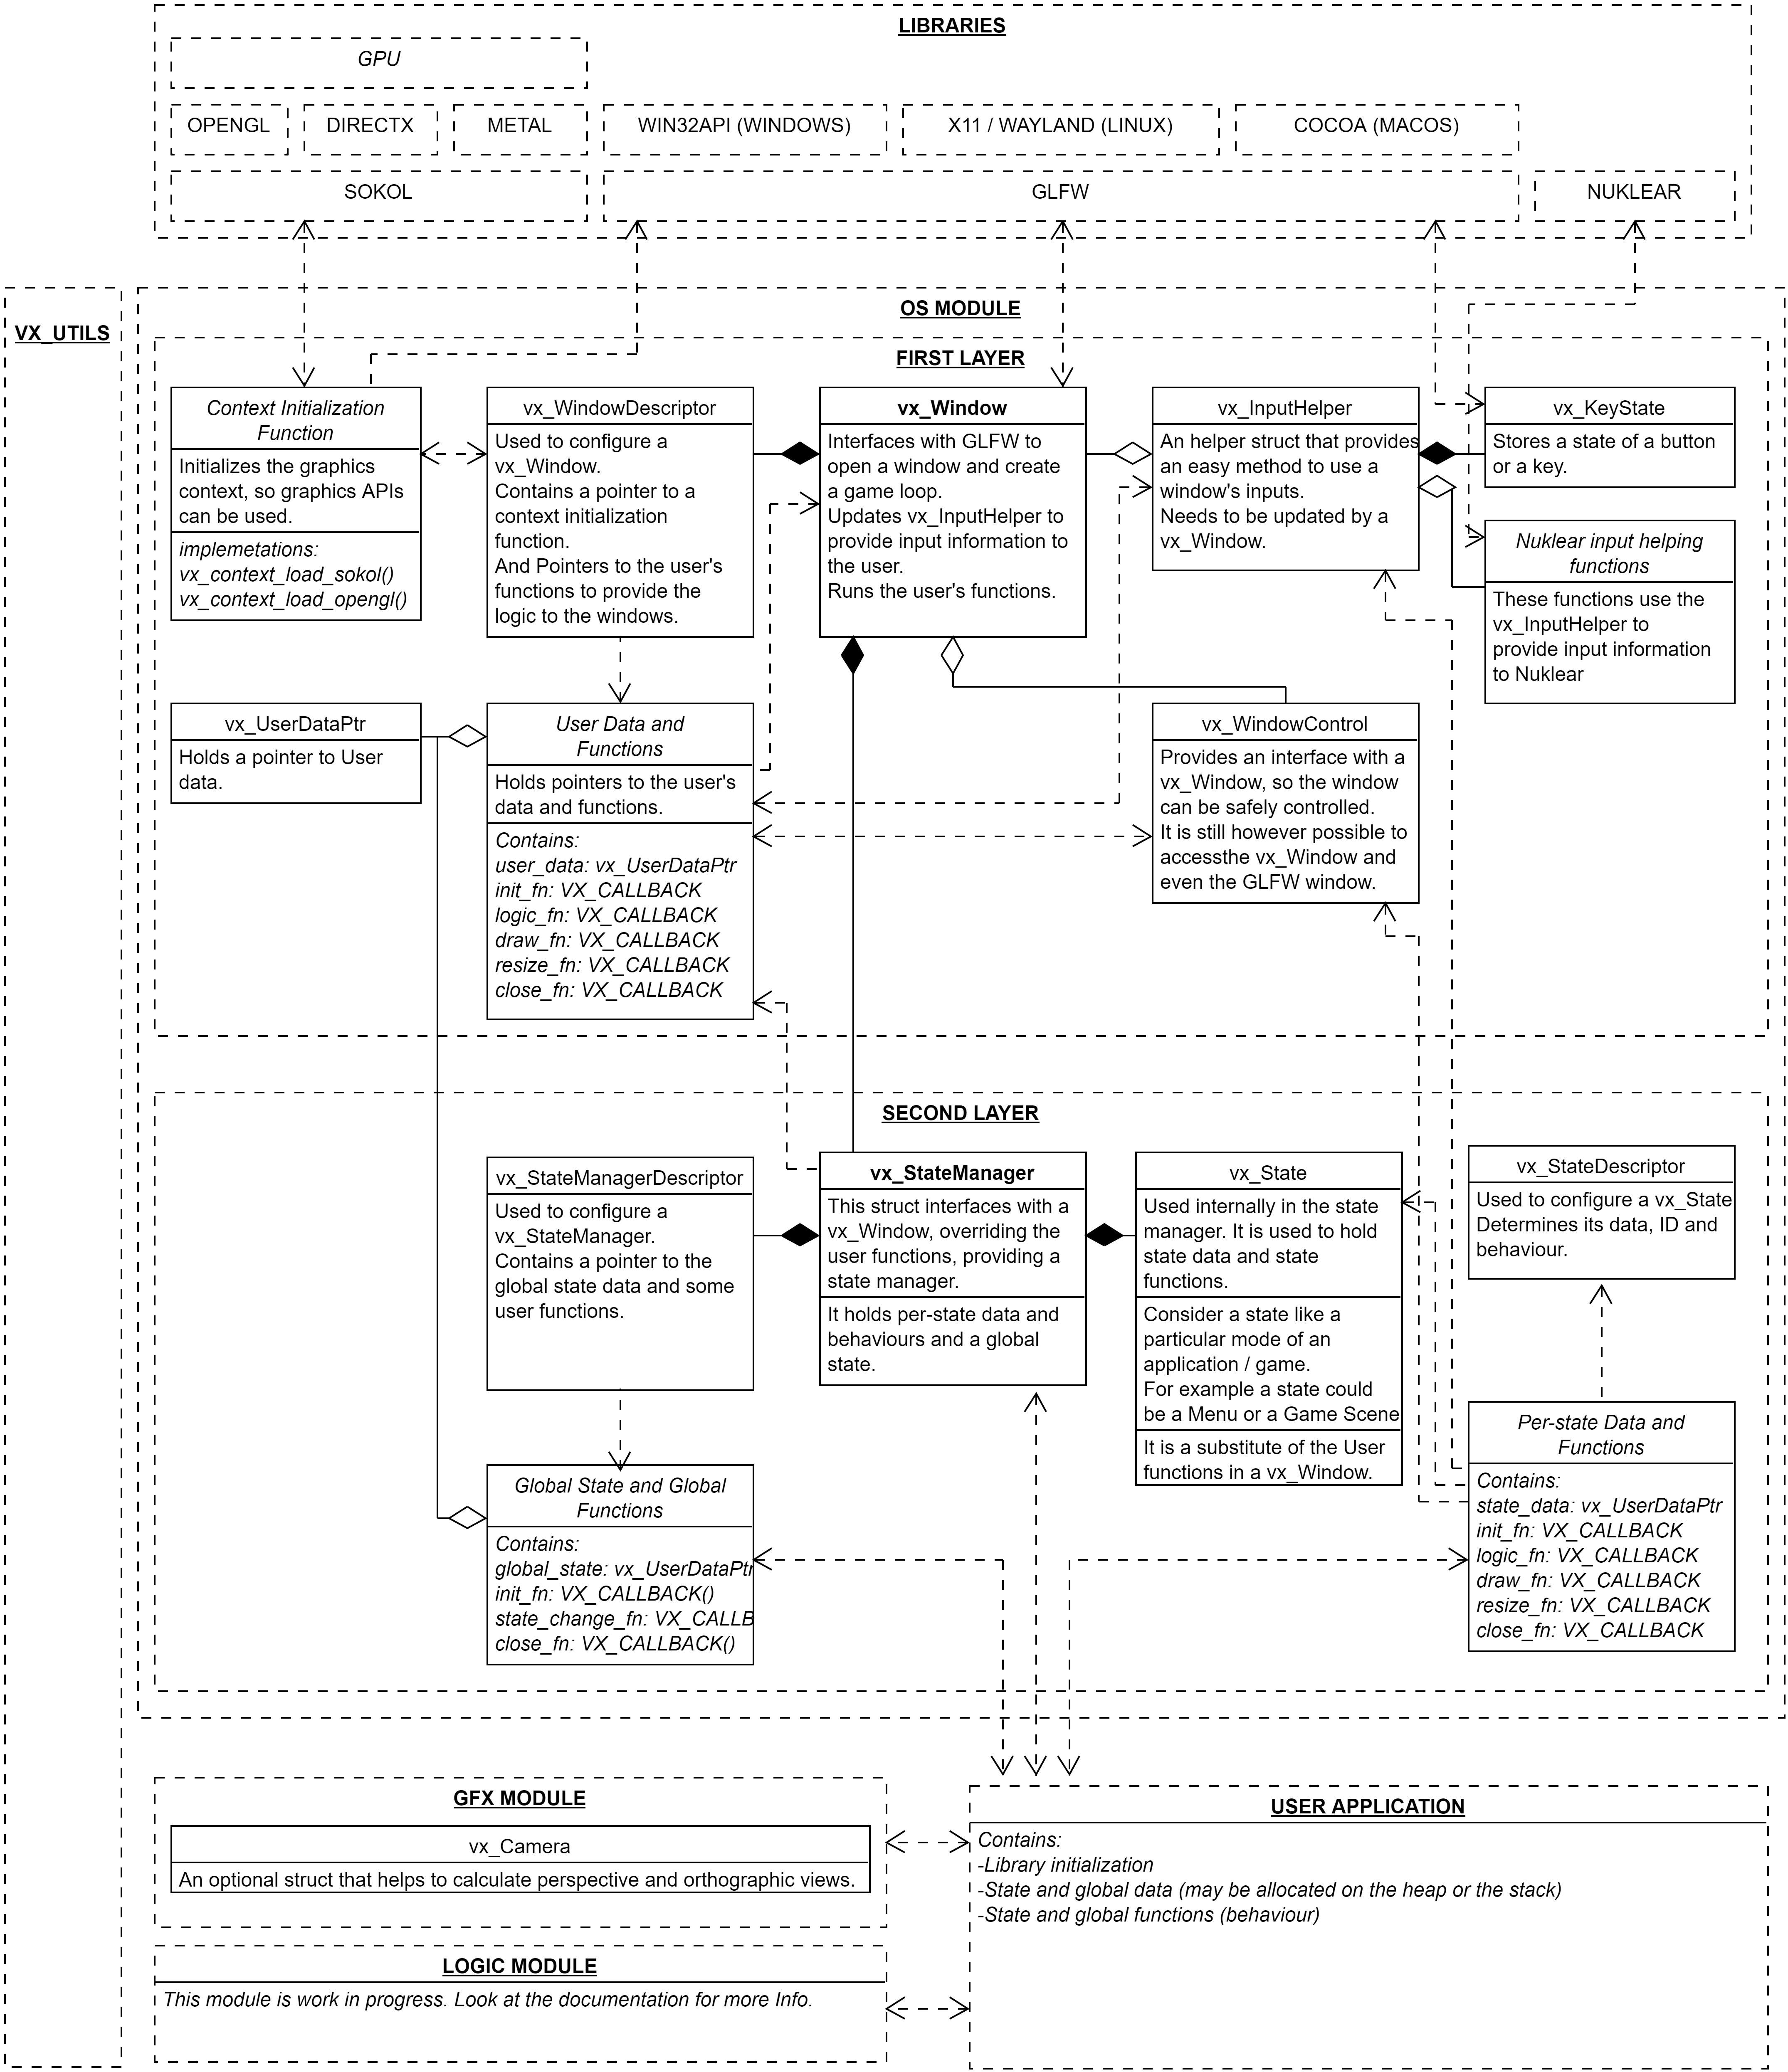 LIBRARIES
GPU
OPENGL
DIRECTX
METAL
WIN32API (WINDOWS)
X11 / WAYLAND (LINUX)
COCOA (MACOS)
SOKOL
GLFW
NUKLEAR
VX_UTILS
OS MODULE
FIRST LAYER
Context Initialization
Function
Initializes the graphics
context, so graphics APIs
can be used.
implemetations:
vx_context_load_sokol()
vx_context_load_opengl()
vx_WindowDescriptor
Used to configure a
vx_Window.
Contains a pointer to a
context initialization
function.
And Pointers to the user's
functions to provide the
logic to the windows.
vx_Window
Interfaces with GLFW to
open a window and create
a game loop.
Updates vx_InputHelper to
provide input information to
the user.
Runs the user's functions.
vx_InputHelper
An helper struct that provides
an easy method to use a
window's inputs.
Needs to be updated by a
vx_Window.
vx_KeyState
Stores a state of a button
or a key.
Nuklear input helping
functions
These functions use the
vx_InputHelper to
provide input information
to Nuklear
vx_UserDataPtr
Holds a pointer to User
data.
User Data and
Functions
Holds pointers to the user's
data and functions.
Contains:
user_data: vx_UserDataPtr
init_fn: VX_CALLBACK
logic_fn: VX_CALLBACK
draw_fn: VX_CALLBACK
resize_fn: VX_CALLBACK
close_fn: VX_CALLBACK
vx_WindowControl
Provides an interface with a
vx_Window, so the window
can be safely controlled.
It is still however possible to
accessthe vx_Window and
even the GLFW window.
SECOND LAYER
vx_StateManagerDescriptor
Used to configure a
vx_StateManager.
Contains a pointer to the
global state data and some
user functions.
vx_StateManager
This struct interfaces with a
vx_Window, overriding the
user functions, providing a
state manager.
It holds per-state data and
behaviours and a global
state.
vx_State
Used internally in the state
manager. It is used to hold
state data and state
functions.
Consider a state like a
particular mode of an
application / game.
For example a state could
be a Menu or a Game Scene
It is a substitute of the User
functions in a vx_Window.
vx_StateDescriptor
Used to configure a vx_State
Determines its data, ID and
behaviour.
Global State and Global
Functions
Contains:
global_state: vx_UserDataPtr
init_fn: VX_CALLBACK()
state_change_fn: VX_CALLB
close_fn: VX_CALLBACK()
Per-state Data and
Functions
Contains:
state_data: vx_UserDataPtr
init_fn: VX_CALLBACK
logic_fn: VX_CALLBACK
draw_fn: VX_CALLBACK
resize_fn: VX_CALLBACK
close_fn: VX_CALLBACK
GFX MODULE
vx_Camera
An optional struct that helps to calculate perspective and orthographic views.
LOGIC MODULE
This module is work in progress. Look at the documentation for more Info.
USER APPLICATION
Contains:
-Library initialization
-State and global data (may be allocated on the heap or the stack)
-State and global functions (behaviour)